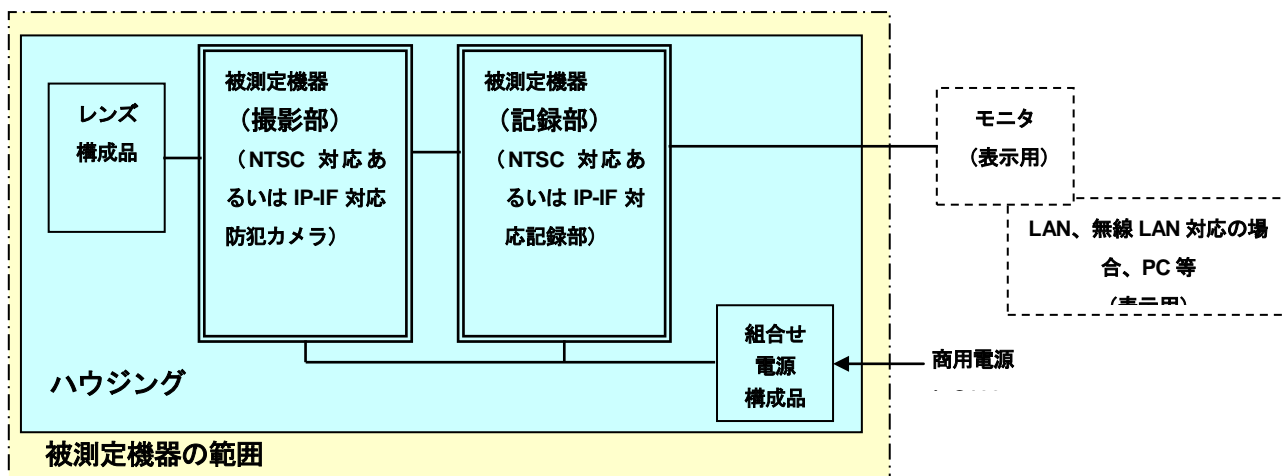 レンズ
構成品
被測定機器
（撮影部）
（NTSC 対応あ
るいは IP-IF 対応
防犯カメラ）
被測定機器
（記録部）
（NTSC 対応あ
るいは IP-IF 対
応記録部）
モニタ
（表示用）
LAN、無線 LAN 対応の場
合、PC 等
（表示用）
組合せ
電源
構成品
商用電源
ハウジング
被測定機器の範囲